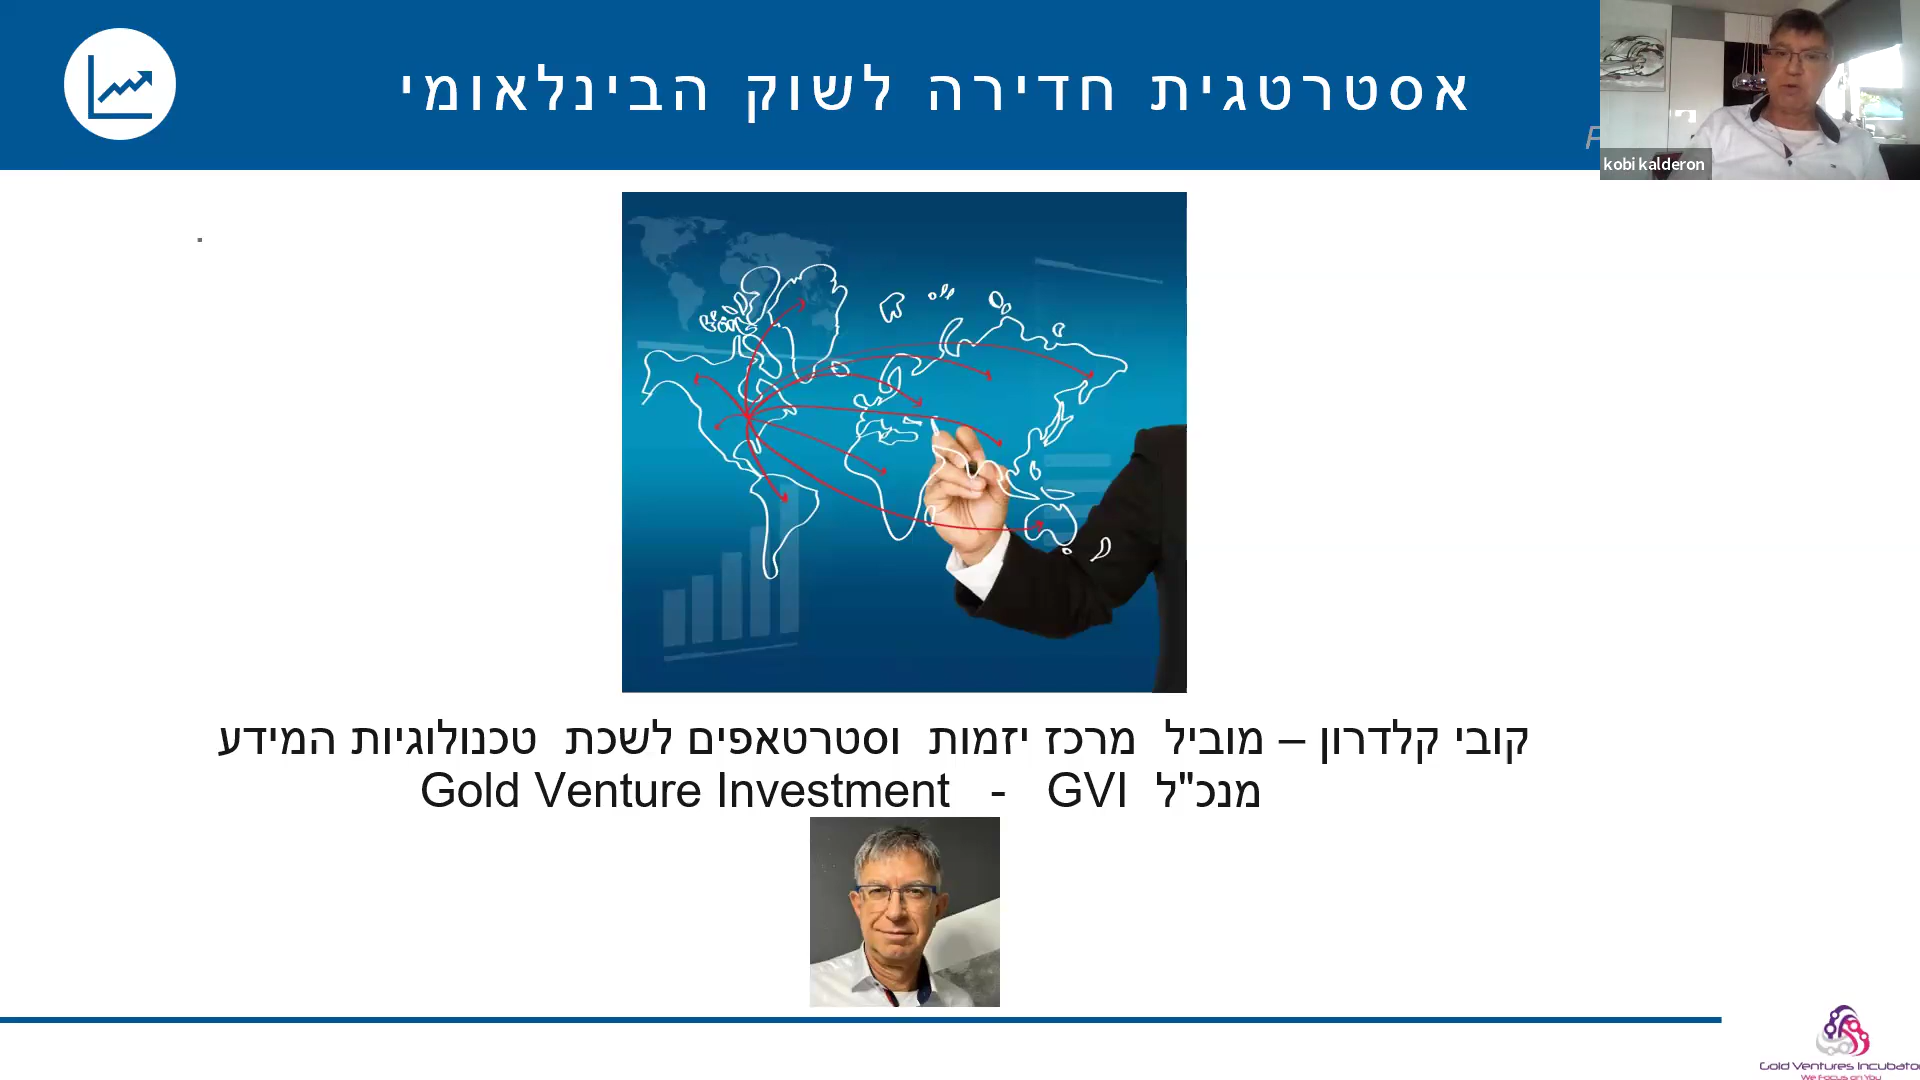 אסטרטגית חדירה לשוק הבינלאומי
kobi kalderon
קובי קלדרון – מוביל מרכז יזמות וסטרטאפים לשכת טכנולוגיות המידע
מנכ"ל Gold Venture Investment - GVI
Gold Ventures Incubato
We Focus on You